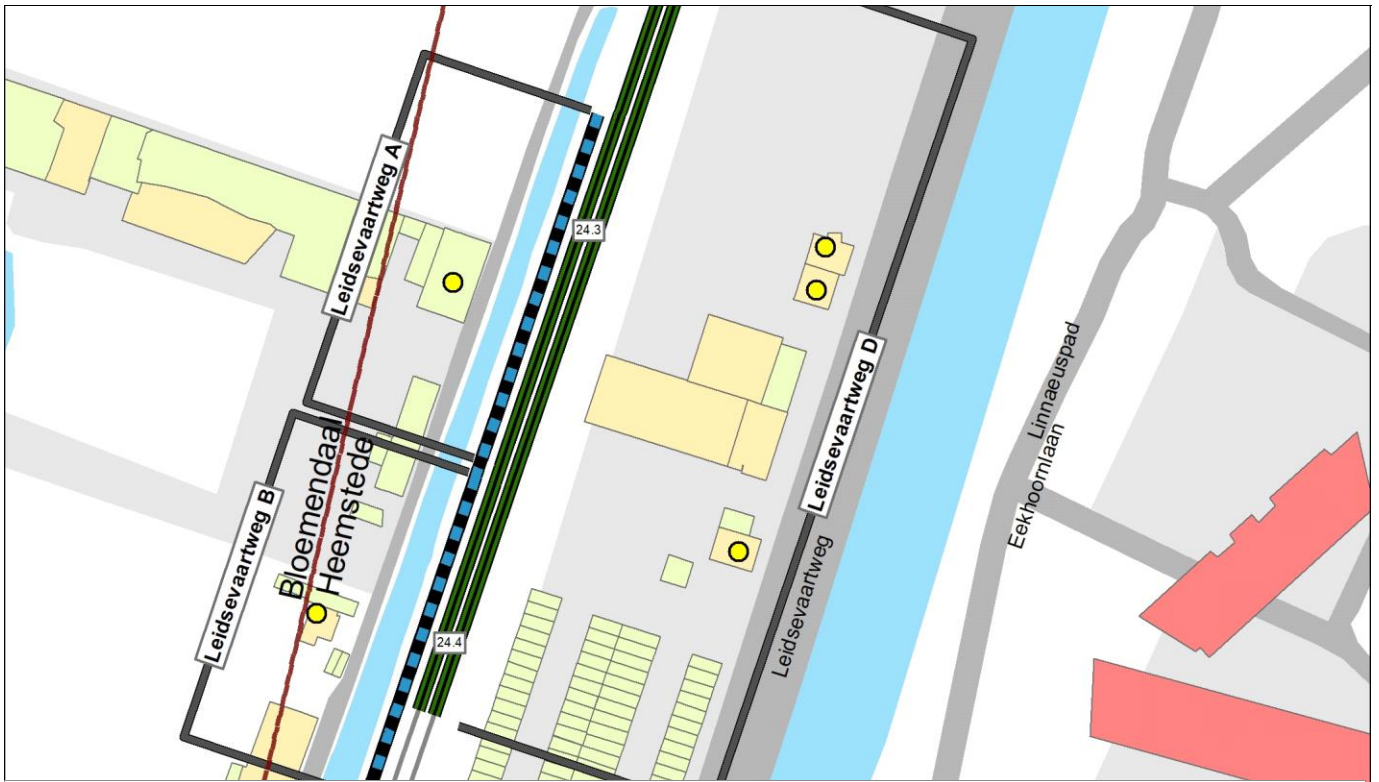 Leidsevaartweg A
24.3
Leidsevaartweg D
Linnaeuspad
Eekhoornlaan
Bloemendaal
Heemstede
Leidsevaartweg B
Leidsevaartweg
24.4